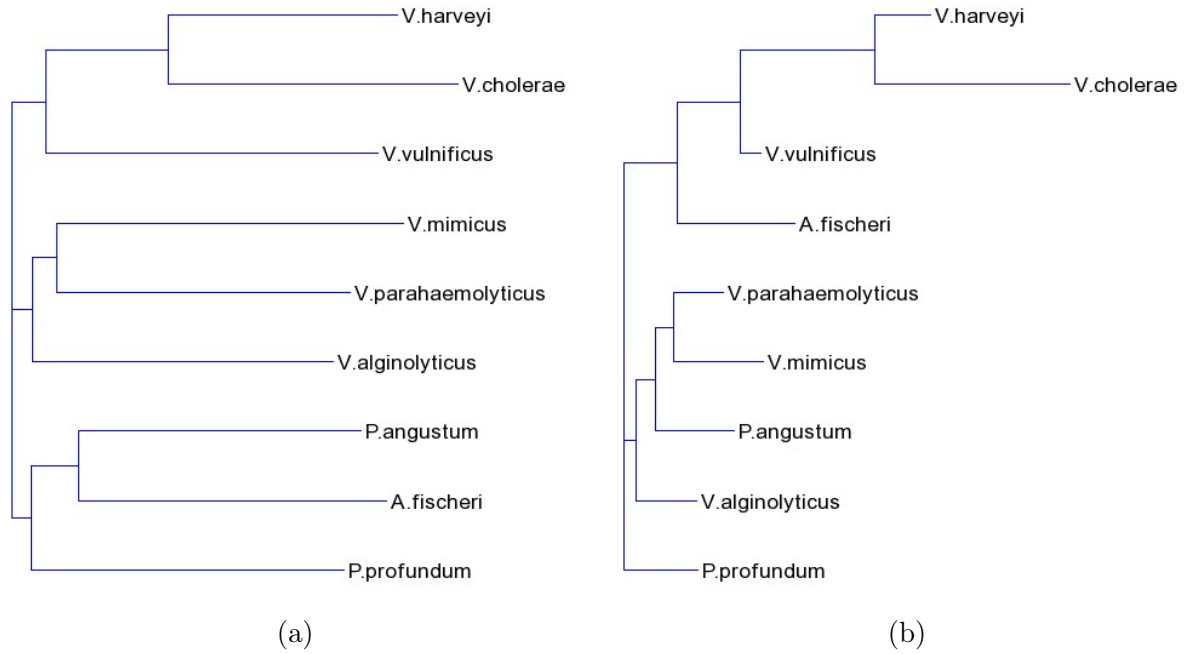 V.harveyi
V.cholerae
V.vulnificus
V.mimicus
V.parahaemolyticus
V.alginolyticus
P.angustum
A.fischeri
P.profundum
(a)
V.harveyi
V.cholerae
V.vulnificus
A.fischeri
V.parahaemolyticus
V.mimicus
P.angustum
V.alginolyticus
P.profundum
(b)